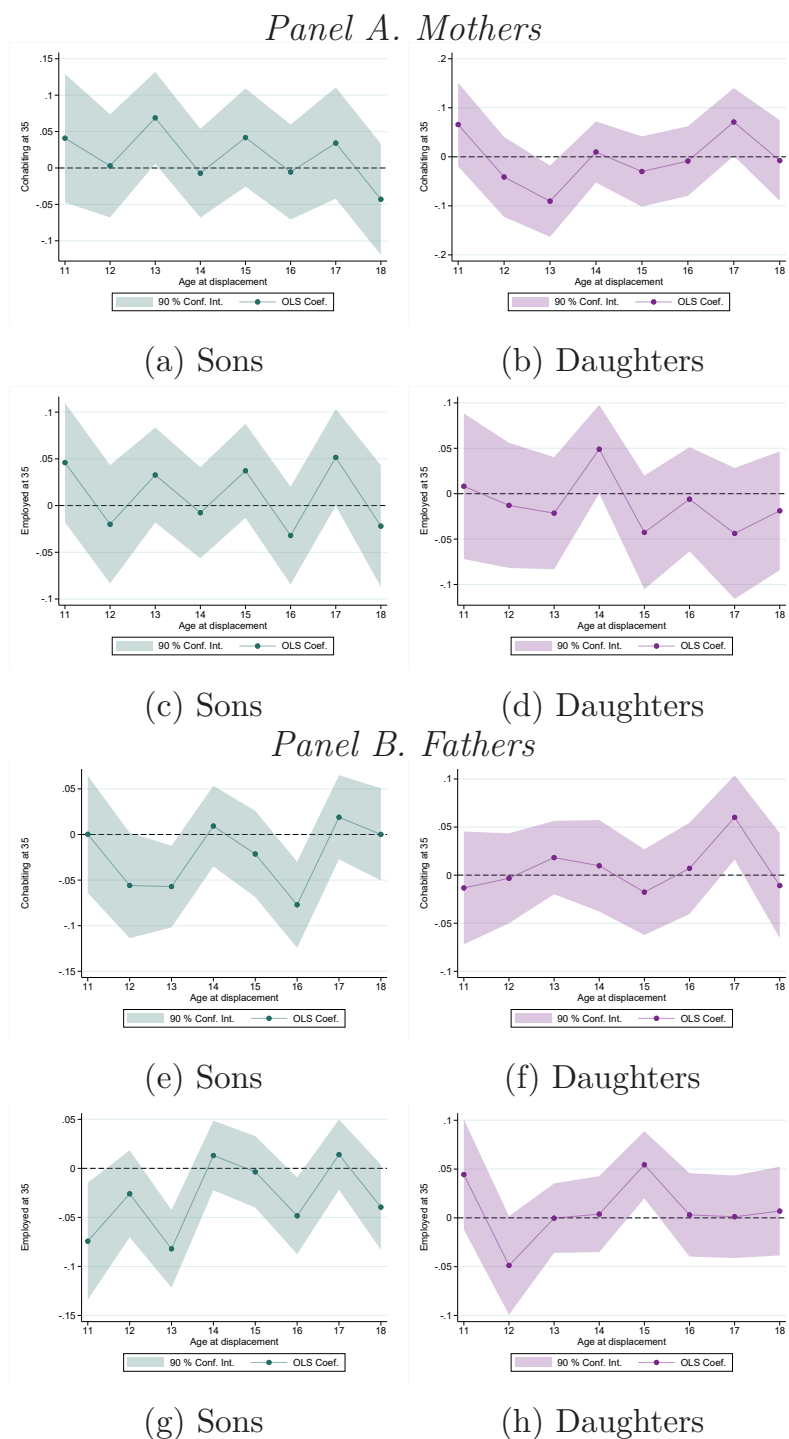 Panel A. Mothers
.15
.1
.05
0
-.05
-.1
Cohabiting at 35
11 12 13 14 15 16 17 18
Age at displacement
90 % Conf. Int. OLS Coef.
(a) Sons
.2
.1
0
-.1
-.2
Cohabiting at 35
11 12 13 14 15 16 17 18
Age at displacement
90 % Conf. Int. OLS Coef.
(b) Daughters
.1
.05
0
-.05
-.1
Employed at 35
11 12 13 14 15 16 17 18
Age at displacement
90 % Conf. Int. OLS Coef.
(c) Sons
.1
.05
0
-.05
-.1
Employed at 35
11 12 13 14 15 16 17 18
Age at displacement
90 % Conf. Int. OLS Coef.
(d) Daughters
Panel B. Fathers
.05
0
-.05
-.1
-.15
Cohabiting at 35
11 12 13 14 15 16 17 18
Age at displacement
90 % Conf. Int. OLS Coef.
(e) Sons
.1
.05
0
-.05
-.1
Cohabiting at 35
11 12 13 14 15 16 17 18
Age at displacement
90 % Conf. Int. OLS Coef.
(f) Daughters
.05
0
-.05
-.1
-.15
Employed at 35
11 12 13 14 15 16 17 18
Age at displacement
90 % Conf. Int. OLS Coef.
(g) Sons
.1
.05
0
-.05
-.1
Employed at 35
11 12 13 14 15 16 17 18
Age at displacement
90 % Conf. Int. OLS Coef.
(h) Daughters